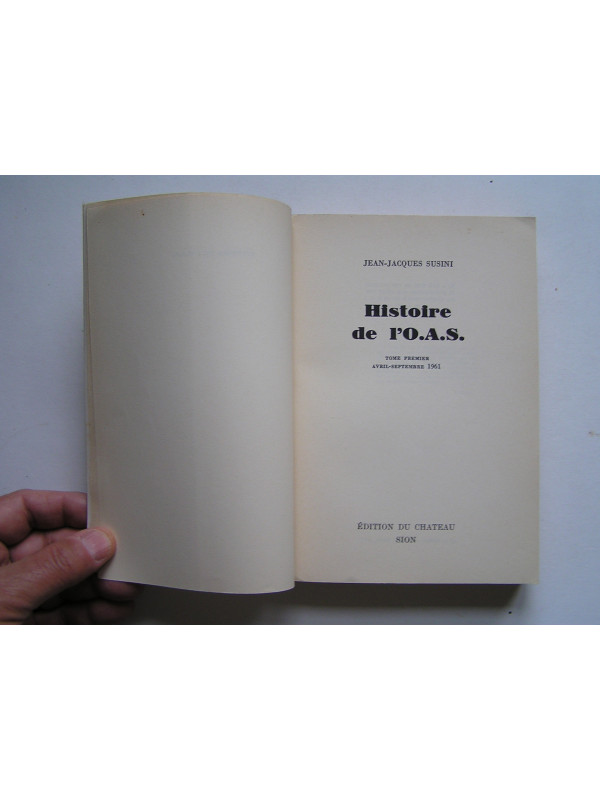 JEAN-JACQUES SUSINI
Histoire
de l'O.A.S.
TOME PREMIER
AVRIL-SEPTEMBRE 1961
ÉDITION DU CHATEAU
SION